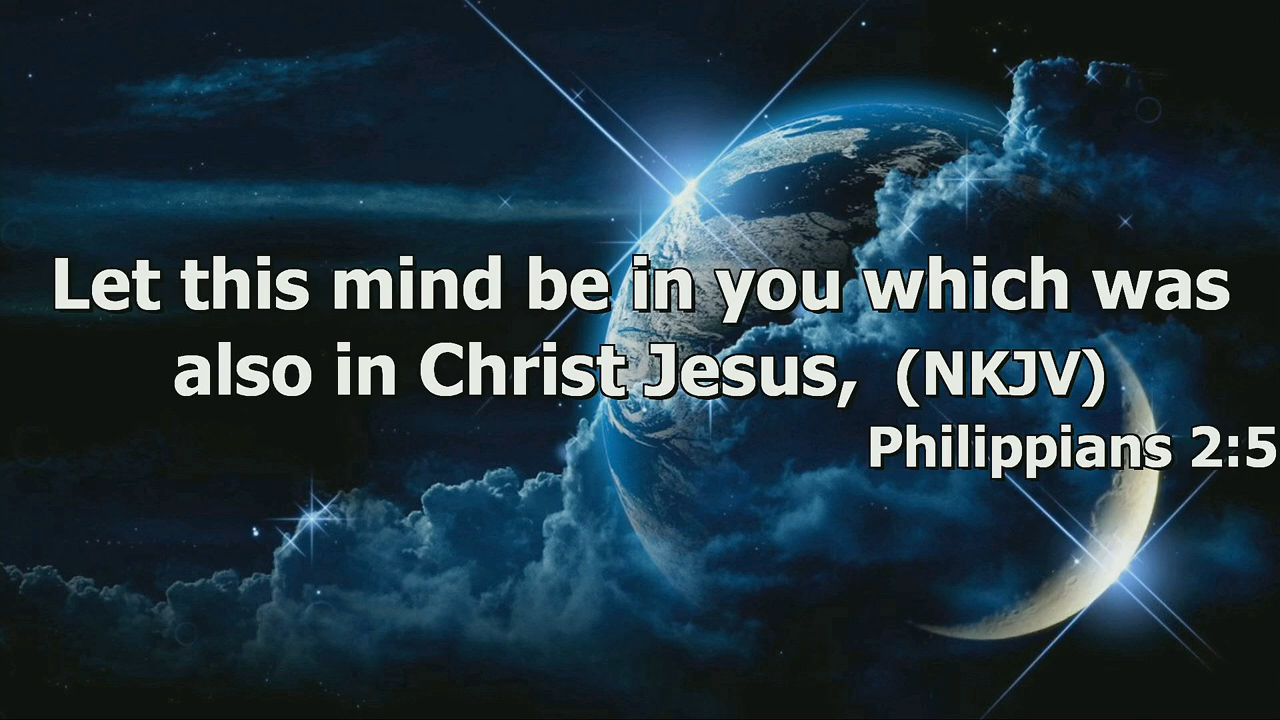 Let this mind be in you which was
also in Christ Jesus, (NKJV)
Philippians 2:5